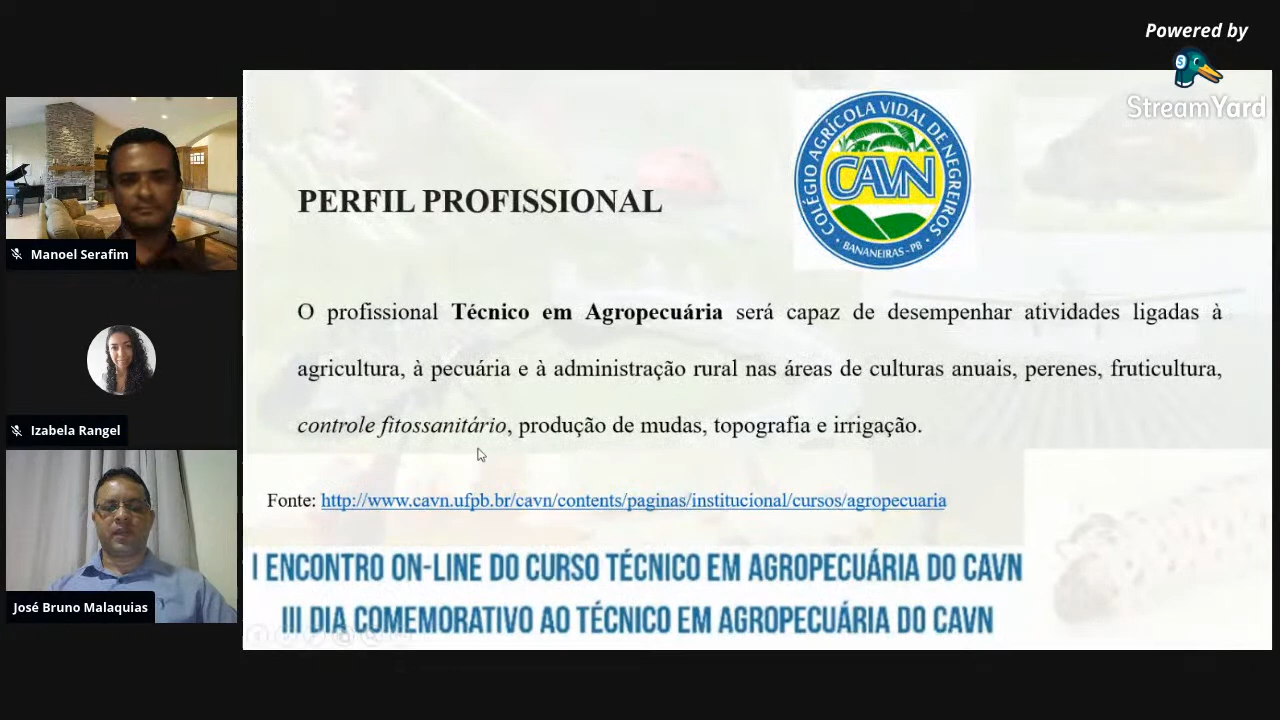 Powered by
StreamYard
COLÉGIO AGRÍCOLA VIDAL DE NEGREIROS
CAVN
• BANANEIRAS - PB •
PERFIL PROFISSIONAL
O profissional Técnico em Agropecuária será capaz de desempenhar atividades ligadas à
agricultura, à pecuária e à administração rural nas áreas de culturas anuais, perenes, fruticultura,
controle fitossanitário, produção de mudas, topografia e irrigação.
Fonte: http://www.cavn.ufpb.br/cavn/contents/paginas/institucional/cursos/agropecuaria
I ENCONTRO ON-LINE DO CURSO TÉCNICO EM AGROPECUÁRIA DO CAVN
III DIA COMEMORATIVO AO TÉCNICO EM AGROPECUÁRIA DO CAVN
Manoel Serafim
Izabela Rangel
José Bruno Malaquias